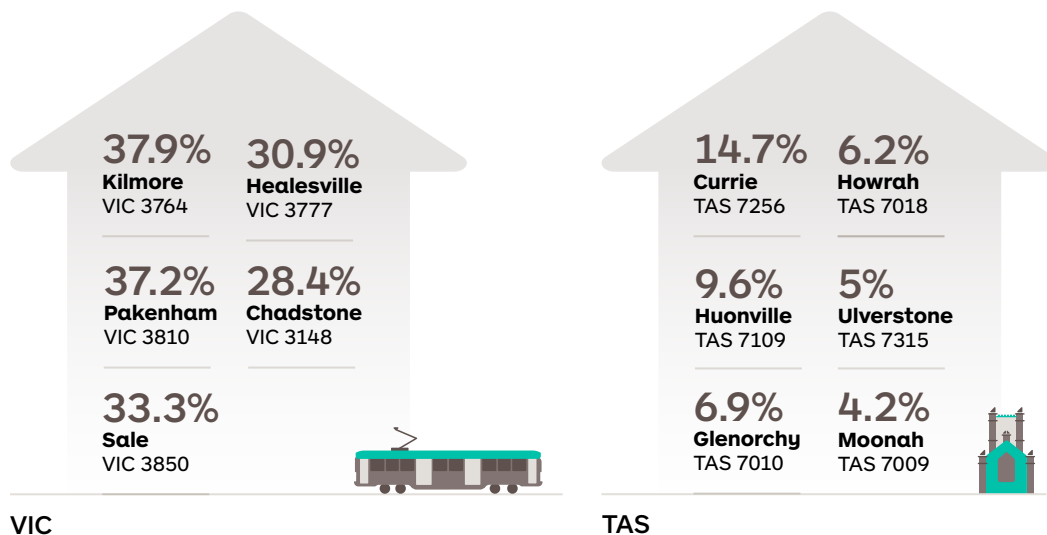 37.9%
Kilmore
VIC 3764
30.9%
Healesville
VIC 3777
37.2%
Pakenham
VIC 3810
28.4%
Chadstone
VIC 3148
33.3%
Sale
VIC 3850
VIC
14.7%
Currie
TAS 7256
6.2%
Howrah
TAS 7018
9.6%
Huonville
TAS 7109
5%
Ulverstone
TAS 7315
6.9%
Glenorchy
TAS 7010
4.2%
Moonah
TAS 7009
TAS